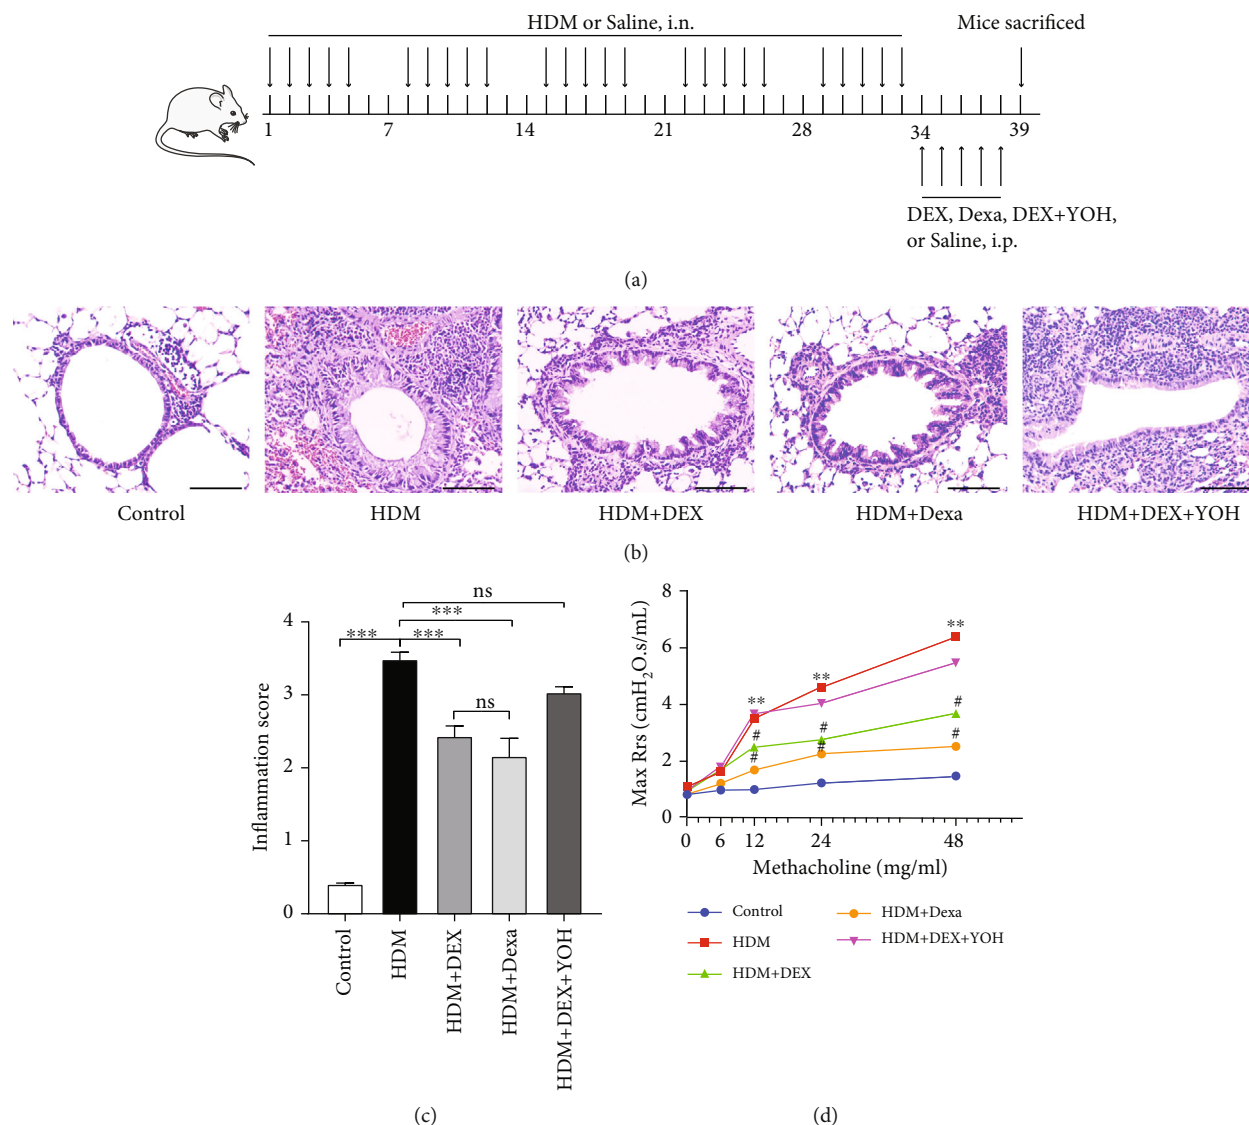 HDM or Saline, i.n.
Mice sacrificed
1 7 14 21 28 34 39
DEX, Dexa, DEX+YOH,
or Saline, i.p.
(a)
Control HDM HDM+DEX HDM+Dexa HDM+DEX+YOH
(b)
ns
***
*** ***
ns
Inflammation score
4
3
2
1
0
Control
HDM
HDM+DEX
HDM+Dexa
HDM+DEX+YOH
(c)
Max Rrs (cmH₂O.s/mL)
8
6
4
2
0
** ** **
# # #
# # #
0 6 12 24 48
Methacholine (mg/ml)
Control
HDM
HDM+DEX
HDM+Dexa
HDM+DEX+YOH
(d)